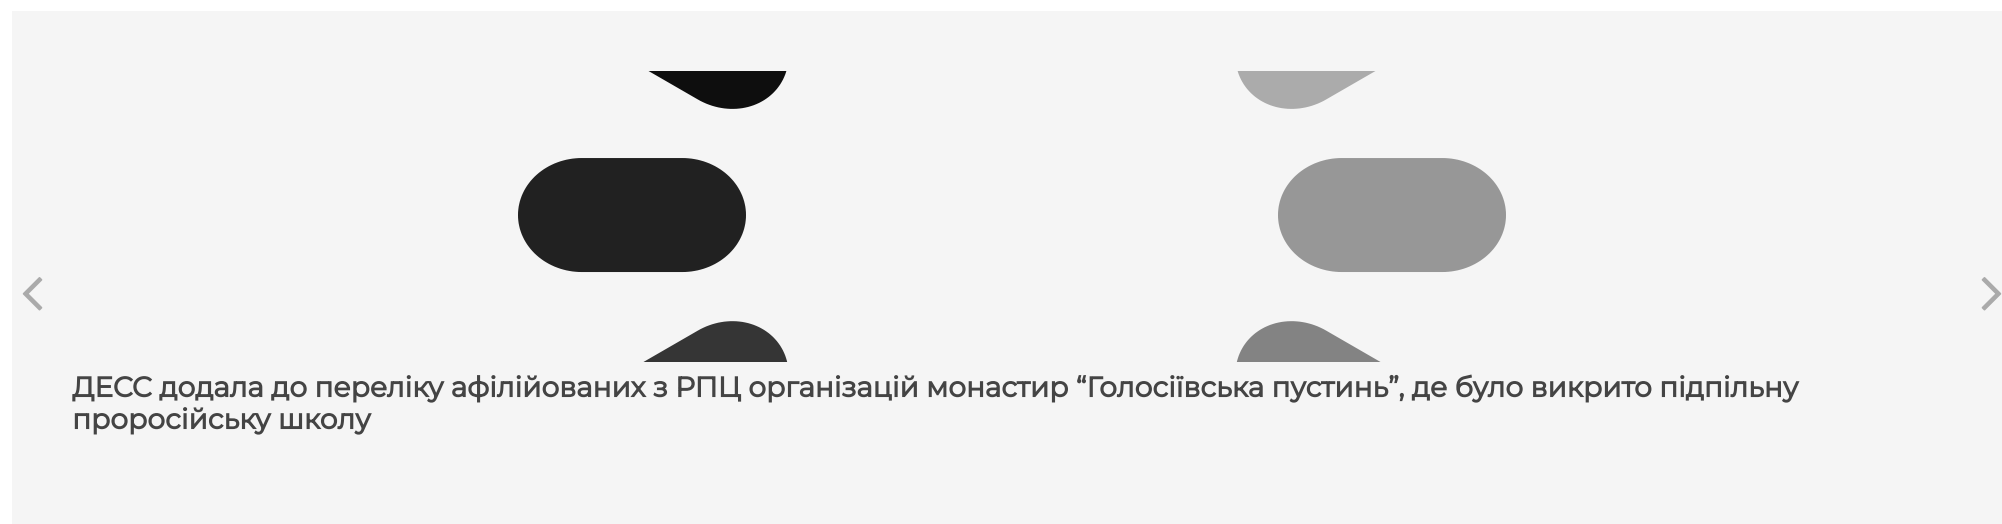 ДЕСС додала до переліку афілійованих з РПЦ організацій монастир “Голосіївська пустинь”, де було викрито підпільну
проросійську школу